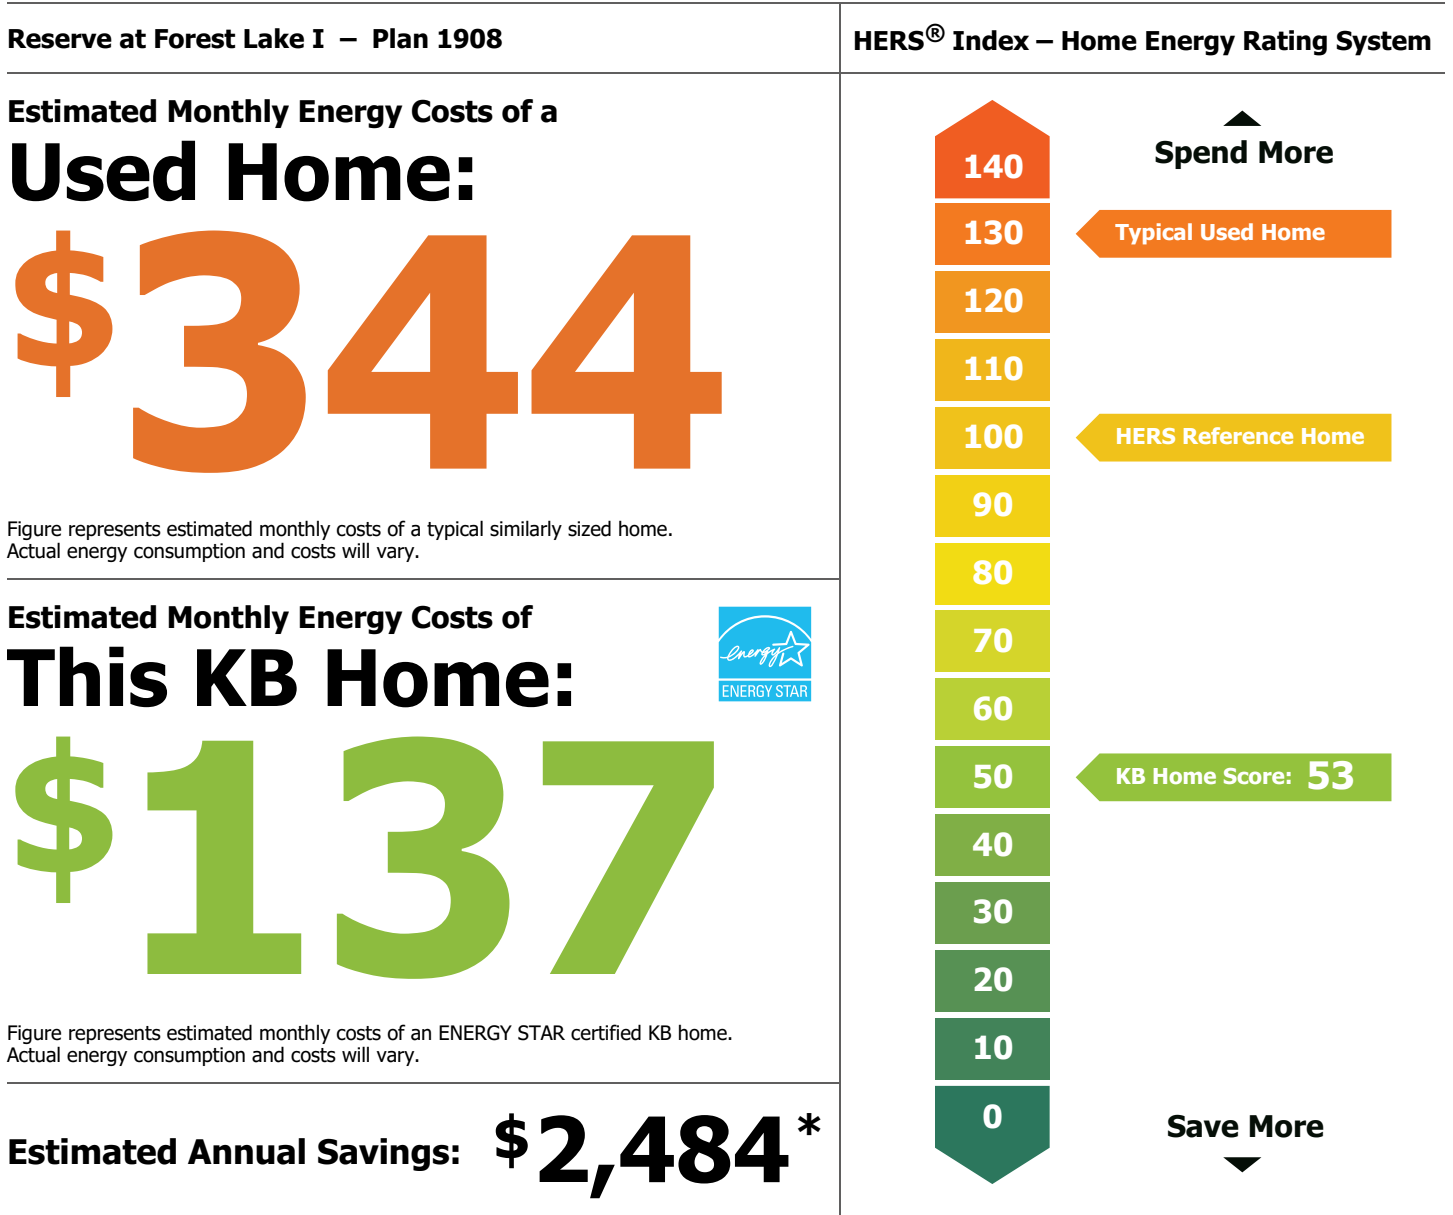 Reserve at Forest Lake I – Plan 1908
Estimated Monthly Energy Costs of a
Used Home:
$344
Figure represents estimated monthly costs of a typical similarly sized home.
Actual energy consumption and costs will vary.
Estimated Monthly Energy Costs of
This KB Home:
energy
ENERGY STAR
$137
Figure represents estimated monthly costs of an ENERGY STAR certified KB home.
Actual energy consumption and costs will vary.
Estimated Annual Savings: $2,484*
HERS® Index – Home Energy Rating System
Spend More
140
130 Typical Used Home
120
110
100 HERS Reference Home
90
80
70
60
50 KB Home Score: 53
40
30
20
10
0
Save More